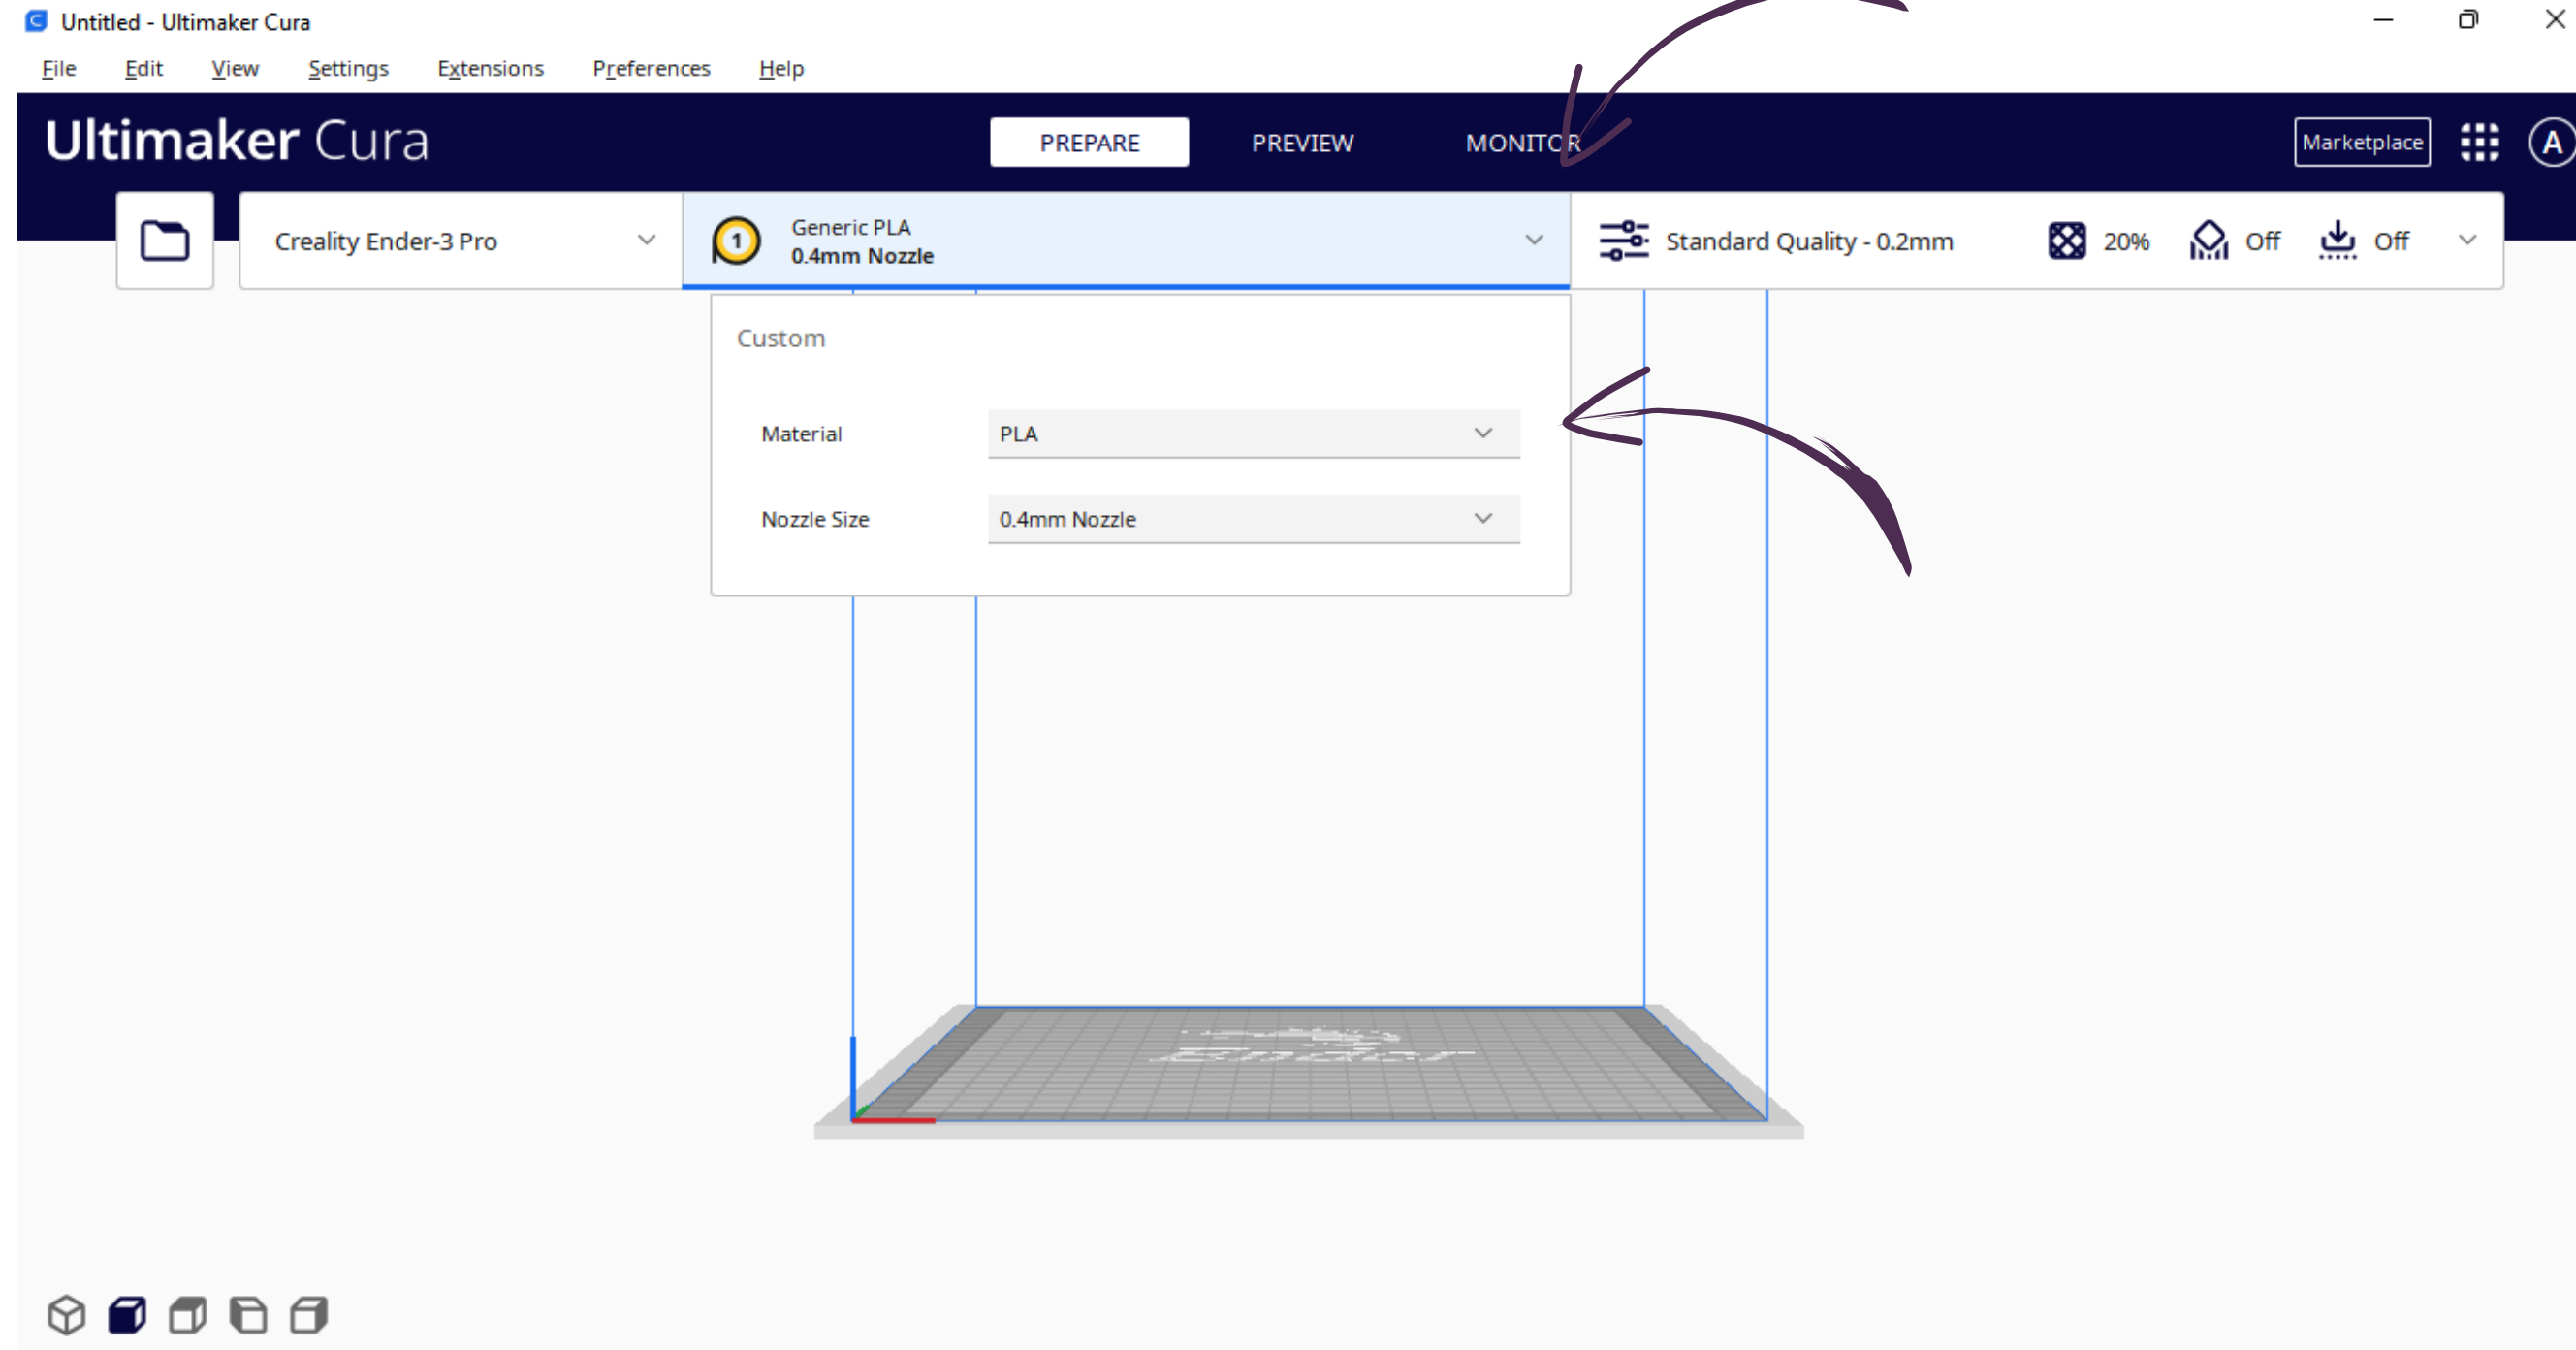 Untitled - Ultimaker Cura
File Edit View Settings Extensions Preferences Help
Ultimaker Cura PREPARE PREVIEW MONITOR Marketplace A
Creality Ender-3 Pro
1
Generic PLA
0.4mm Nozzle
Standard Quality - 0.2mm 20% Off Off
Custom
Material PLA
Nozzle Size 0.4mm Nozzle